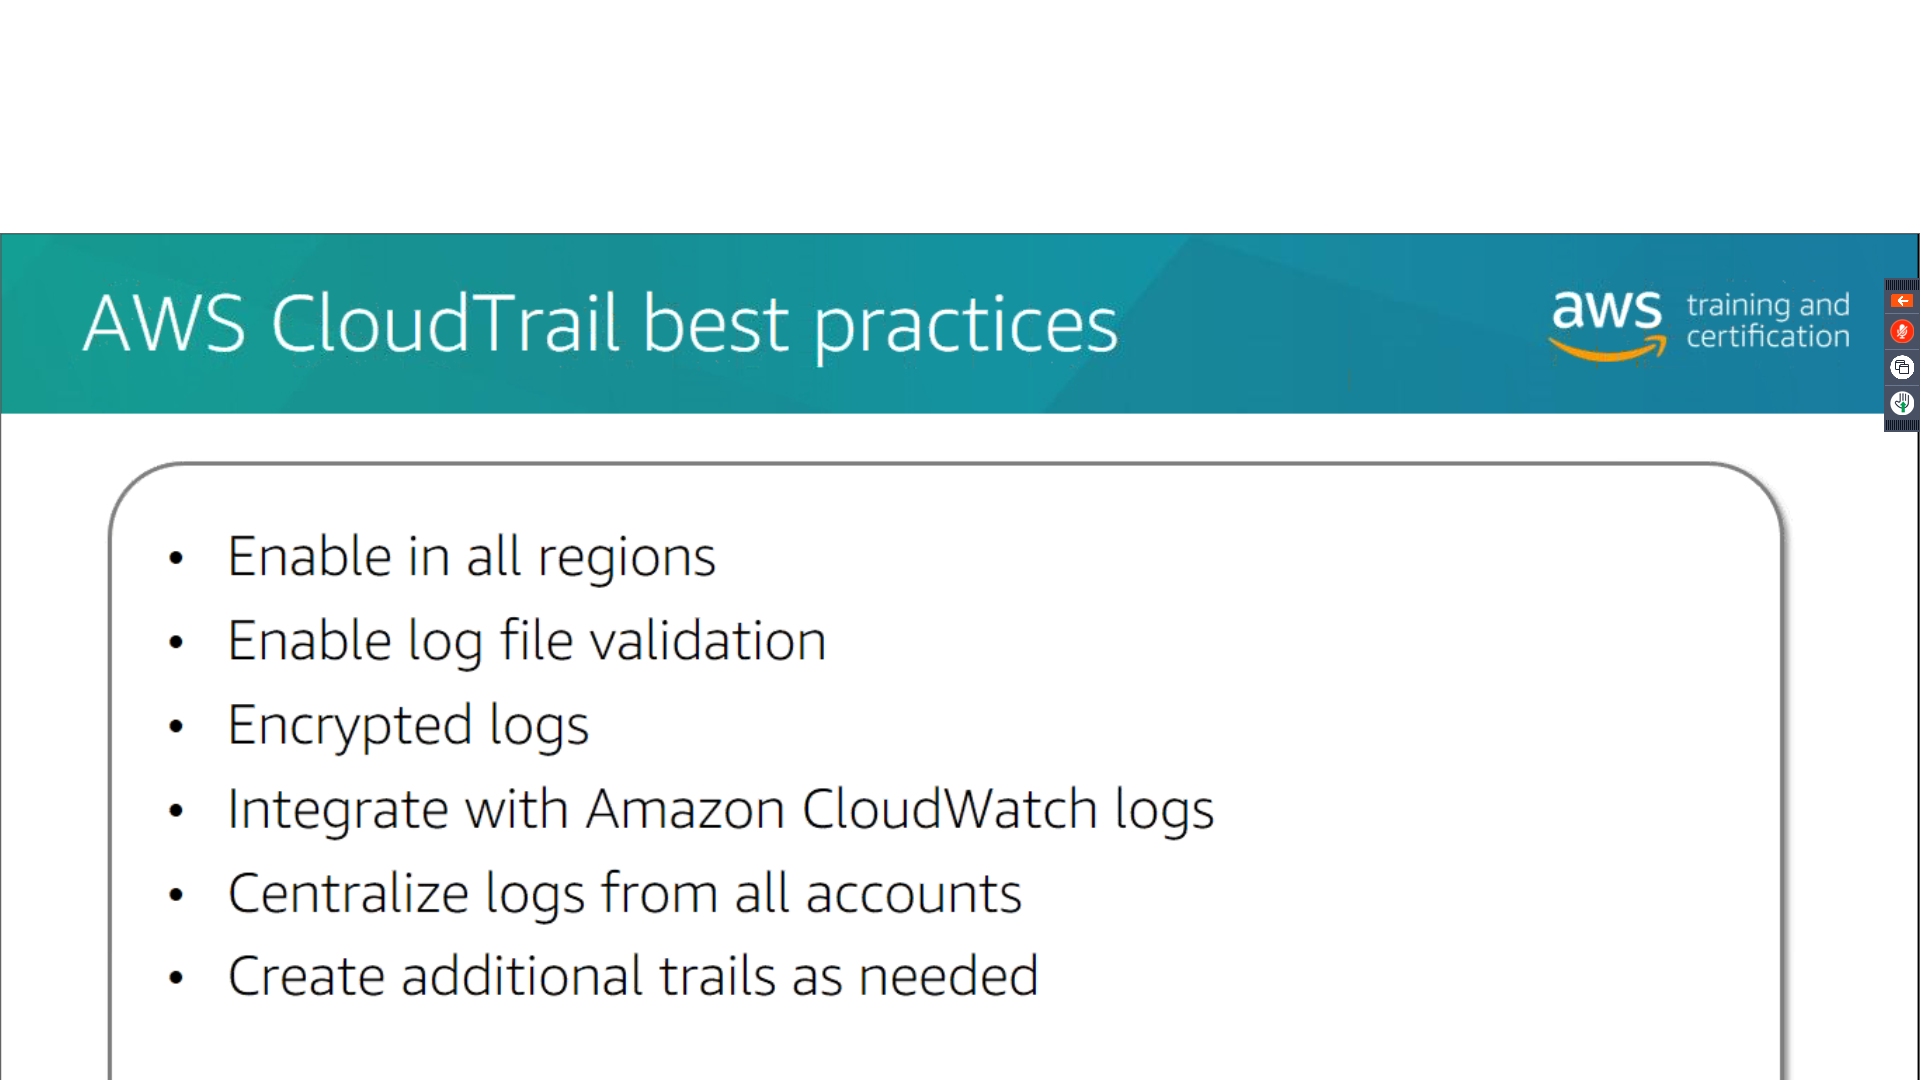 AWS CloudTrail best practices
aws training and
certification
• Enable in all regions
• Enable log file validation
• Encrypted logs
• Integrate with Amazon CloudWatch logs
• Centralize logs from all accounts
• Create additional trails as needed